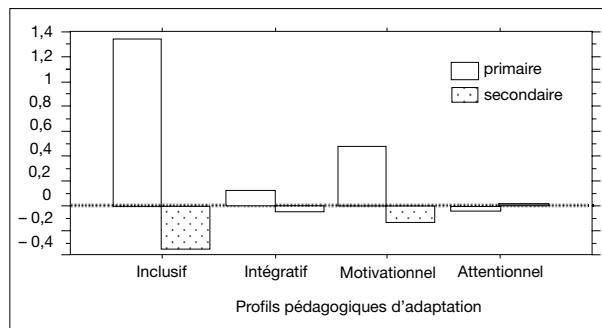 1,4
1
1,2
0,8
0,6
0,4
0,2
0
– 0,2
– 0,4
primaire
secondaire
Inclusif
Intégratif
Motivationnel
Attentionnel
Profils pédagogiques d’adaptation